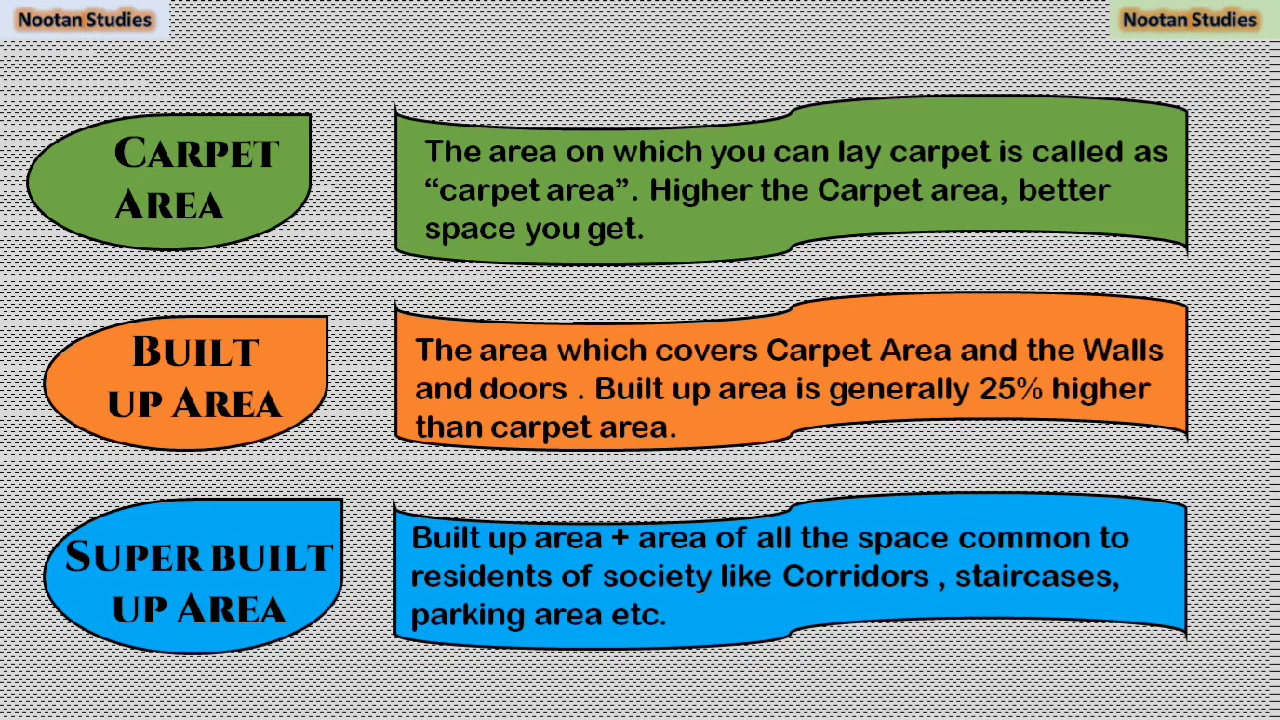 Nootan Studies
Nootan Studies
CARPET
AREA
The area on which you can lay carpet is called as
“carpet area”. Higher the Carpet area, better
space you get.
BUILT
UP AREA
The area which covers Carpet Area and the Walls
and doors . Built up area is generally 25% higher
than carpet area.
SUPER BUILT
UP AREA
Built up area + area of all the space common to
residents of society like Corridors , staircases,
parking area etc.